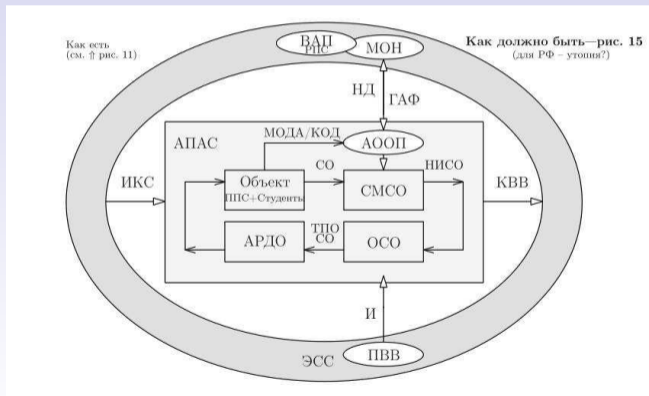 Как есть
(см. ⇑ рис. 11)
ВАП
РПС
МОН
Как должно быть—рис. 15
(для РФ – утопия?)
НД
ГАФ
АПАС
МОДА/КОД
АООП
ИКС
Объект
ППС+Студенты
СО
СМСО
НИСО
КВВ
АРДО
ТПО
СО
ОСО
И
ЭСС
ПВВ